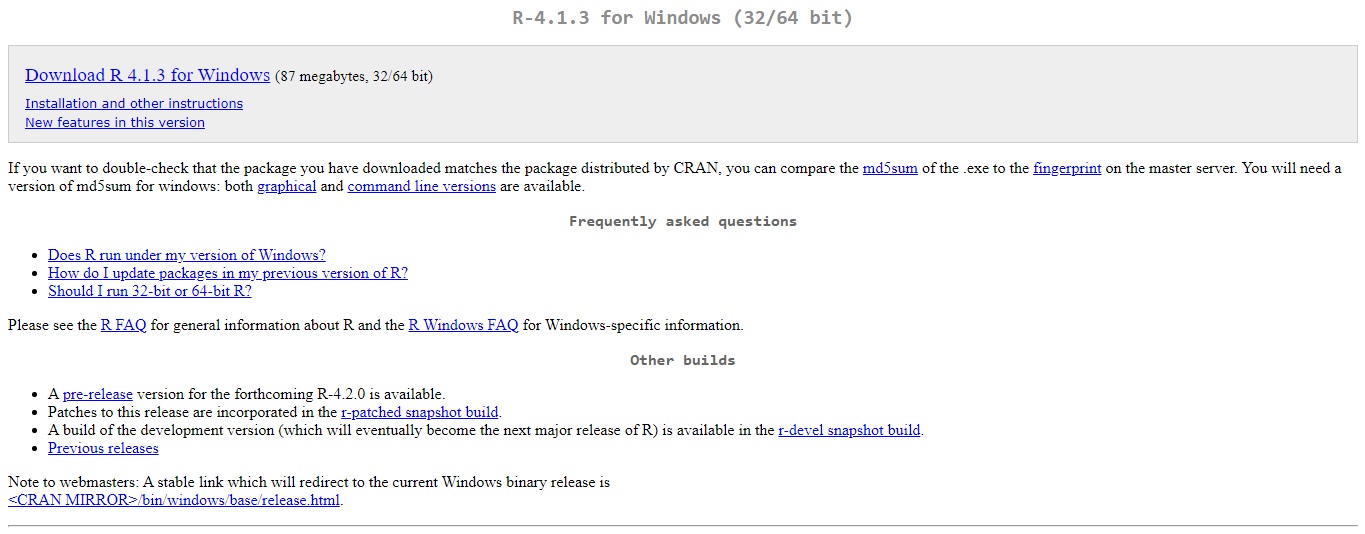 R-4.1.3 for Windows (32/64 bit)
Download R 4.1.3 for Windows (87 megabytes, 32/64 bit)
Installation and other instructions
New features in this version
If you want to double-check that the package you have downloaded matches the package distributed by CRAN, you can compare the md5sum of the .exe to the fingerprint on the master server. You will need a
version of md5sum for windows: both graphical and command line versions are available.
Frequently asked questions
• Does R run under my version of Windows?
• How do I update packages in my previous version of R?
• Should I run 32-bit or 64-bit R?
Please see the R FAQ for general information about R and the R Windows FAQ for Windows-specific information.
Other builds
• A pre-release version for the forthcoming R-4.2.0 is available.
• Patches to this release are incorporated in the r-patched snapshot build.
• A build of the development version (which will eventually become the next major release of R) is available in the r-devel snapshot build.
• Previous releases
Note to webmasters: A stable link which will redirect to the current Windows binary release is
<CRAN MIRROR>/bin/windows/base/release.html.